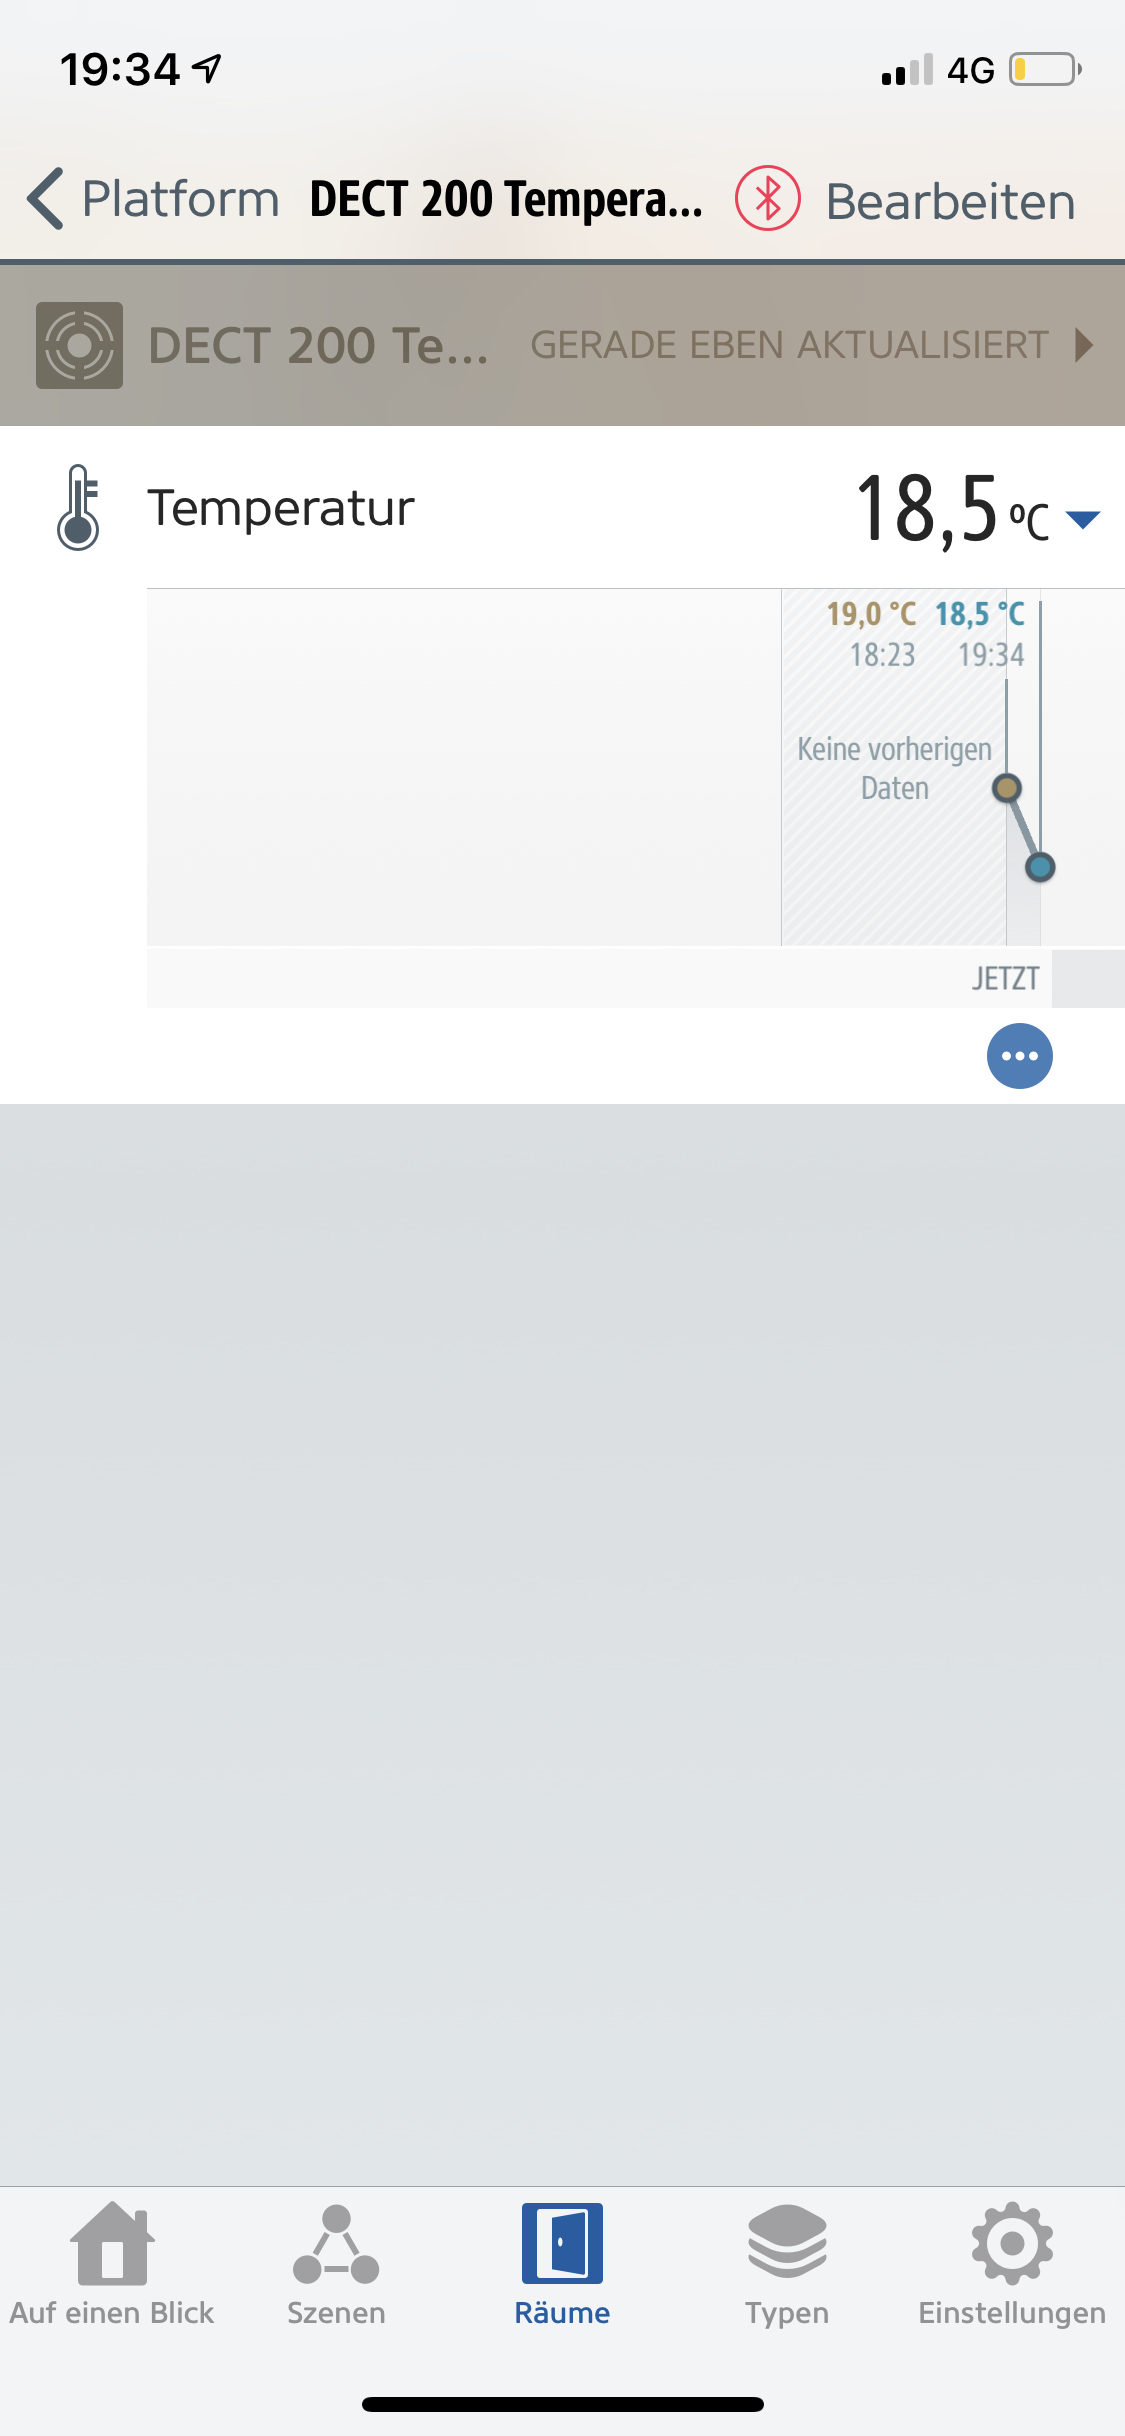 19:34
4G
Platform DECT 200 Tempera... Bearbeiten
DECT 200 Te... GERADE EBEN AKTUALISIERT
Temperatur 18,5 °C
19,0 °C 18,5 °C
18:23 19:34
Keine vorherigen
Daten
JETZT
Auf einen Blick Szenen Räume Typen Einstellungen